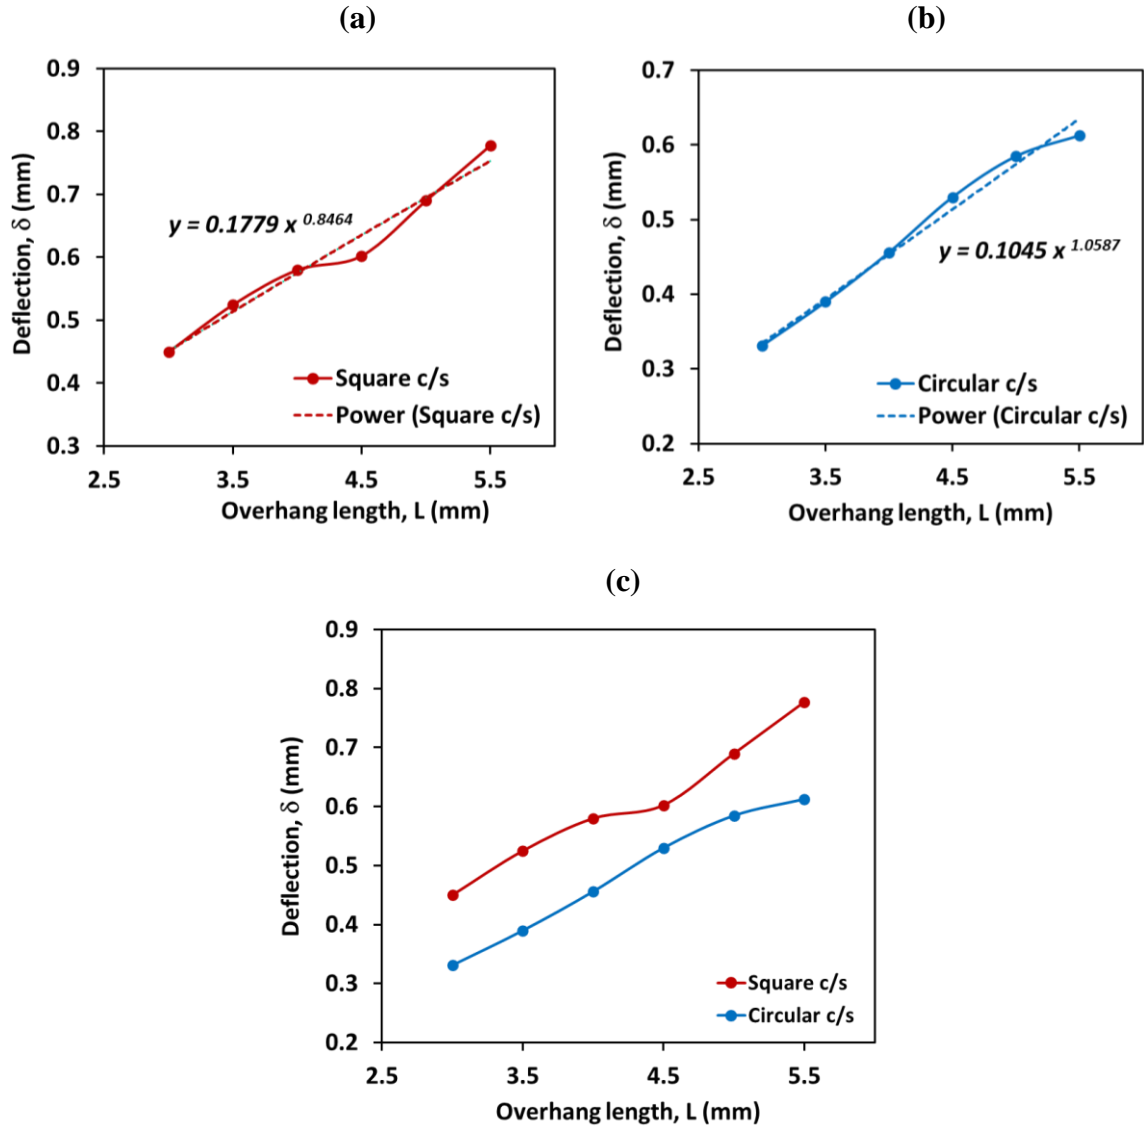 (a)
0.9
0.8
0.7
0.6
0.5
0.4
0.3
Deflection, δ (mm)
y = 0.1779 x 0.8464
Square c/s
Power (Square c/s)
2.5 3.5 4.5 5.5
Overhang length, L (mm)
(b)
0.7
0.6
0.5
0.4
0.3
0.2
Deflection, δ (mm)
y = 0.1045 x 1.0587
Circular c/s
Power (Circular c/s)
2.5 3.5 4.5 5.5
Overhang length, L (mm)
(c)
0.9
0.8
0.7
0.6
0.5
0.4
0.3
0.2
Deflection, δ (mm)
Square c/s
Circular c/s
2.5 3.5 4.5 5.5
Overhang length, L (mm)